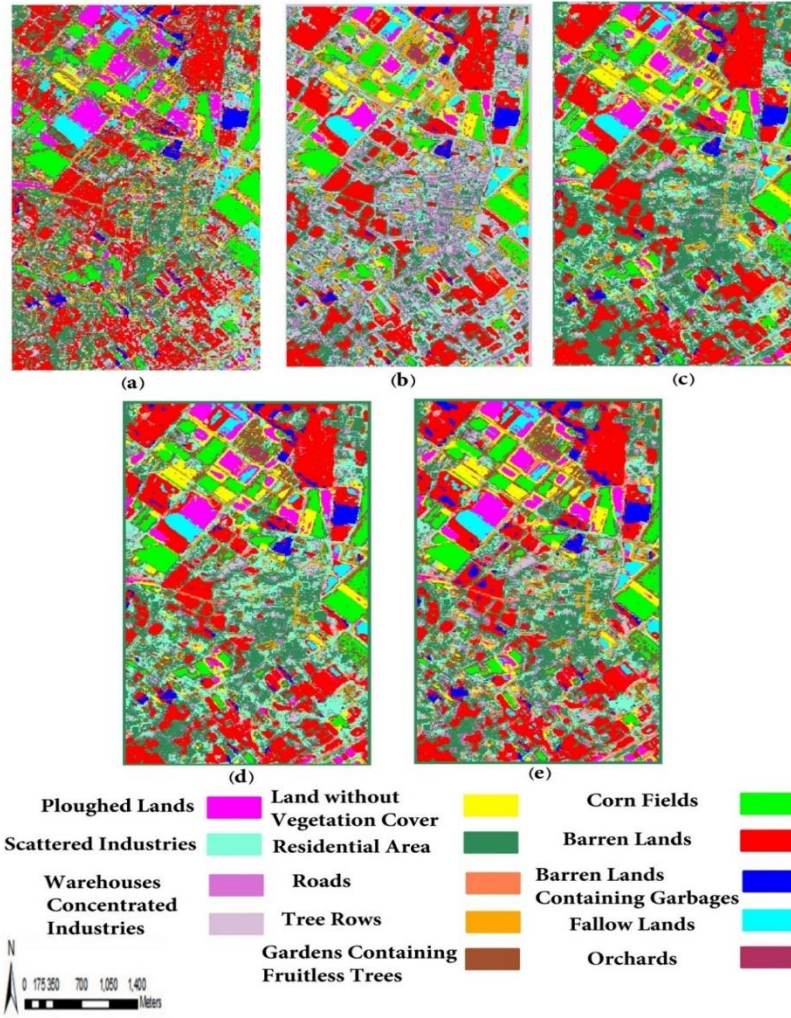 (a)
(b)
(c)
(d)
(e)
Ploughed Lands
Land without
Vegetation Cover
Corn Fields
Scattered Industries
Residential Area
Barren Lands
Warehouses
Concentrated
Industries
Roads
Barren Lands
Containing Garbages
Tree Rows
Fallow Lands
Gardens Containing
Fruitless Trees
Orchards
N
0 175 350 700 1,050 1,400
Meters